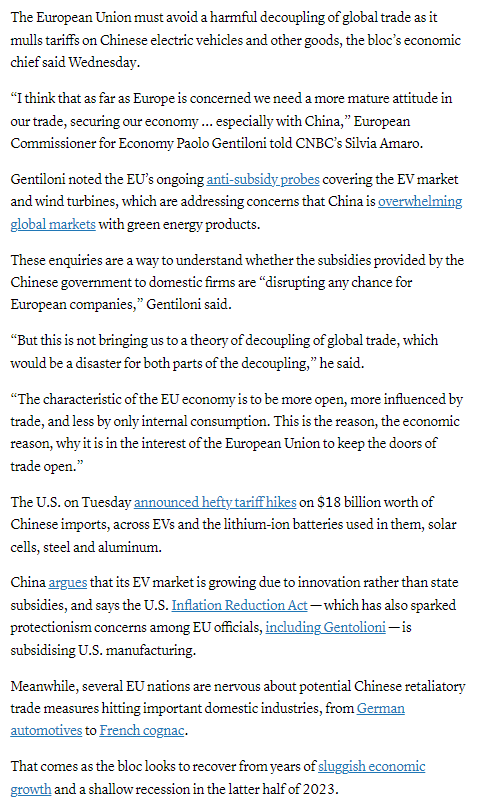 The European Union must avoid a harmful decoupling of global trade as it
mulls tariffs on Chinese electric vehicles and other goods, the bloc’s economic
chief said Wednesday.
“I think that as far as Europe is concerned we need a more mature attitude in
our trade, securing our economy … especially with China,” European
Commissioner for Economy Paolo Gentiloni told CNBC’s Silvia Amaro.
Gentiloni noted the EU’s ongoing anti-subsidy probes covering the EV market
and wind turbines, which are addressing concerns that China is overwhelming
global markets with green energy products.
These enquiries are a way to understand whether the subsidies provided by the
Chinese government to domestic firms are “disrupting any chance for
European companies,” Gentiloni said.
“But this is not bringing us to a theory of decoupling of global trade, which
would be a disaster for both parts of the decoupling,” he said.
“The characteristic of the EU economy is to be more open, more influenced by
trade, and less by only internal consumption. This is the reason, the economic
reason, why it is in the interest of the European Union to keep the doors of
trade open.”
The U.S. on Tuesday announced hefty tariff hikes on $18 billion worth of
Chinese imports, across EVs and the lithium-ion batteries used in them, solar
cells, steel and aluminum.
China argues that its EV market is growing due to innovation rather than state
subsidies, and says the U.S. Inflation Reduction Act — which has also sparked
protectionism concerns among EU officials, including Gentolioni — is
subsidising U.S. manufacturing.
Meanwhile, several EU nations are nervous about potential Chinese retaliatory
trade measures hitting important domestic industries, from German
automotives to French cognac.
That comes as the bloc looks to recover from years of sluggish economic
growth and a shallow recession in the latter half of 2023.